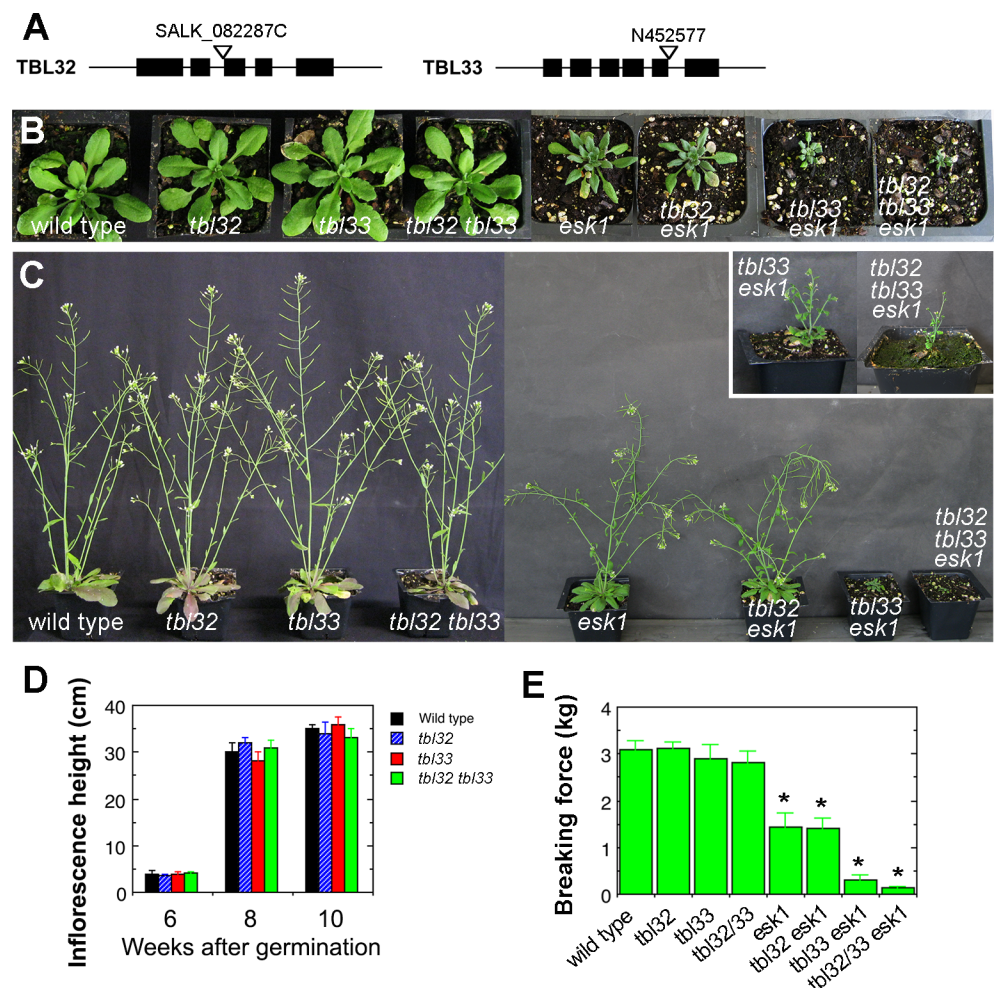 A
SALK_082287C
N452577
TBL32
TBL33
B
wild type
tbl32
tbl33
tbl32 tbl33
esk1
tbl32
esk1
tbl33
esk1
tbl32
tbl33
esk1
C
tbl33
esk1
tbl32
tbl33
esk1
wild type
tbl32
tbl33
tbl32 tbl33
esk1
tbl32
esk1
tbl33
esk1
tbl32
tbl33
esk1
D
Inflorescence height (cm)
40
30
20
10
0
6
8
10
Weeks after germination
Wild type
tbl32
tbl33
tbl32 tbl33
E
Breaking force (kg)
4
3
2
1
0
*
*
*
*
wild type
tbl32
tbl33
tbl32/33
esk1
tbl32 esk1
tbl33 esk1
tbl32/33 esk1